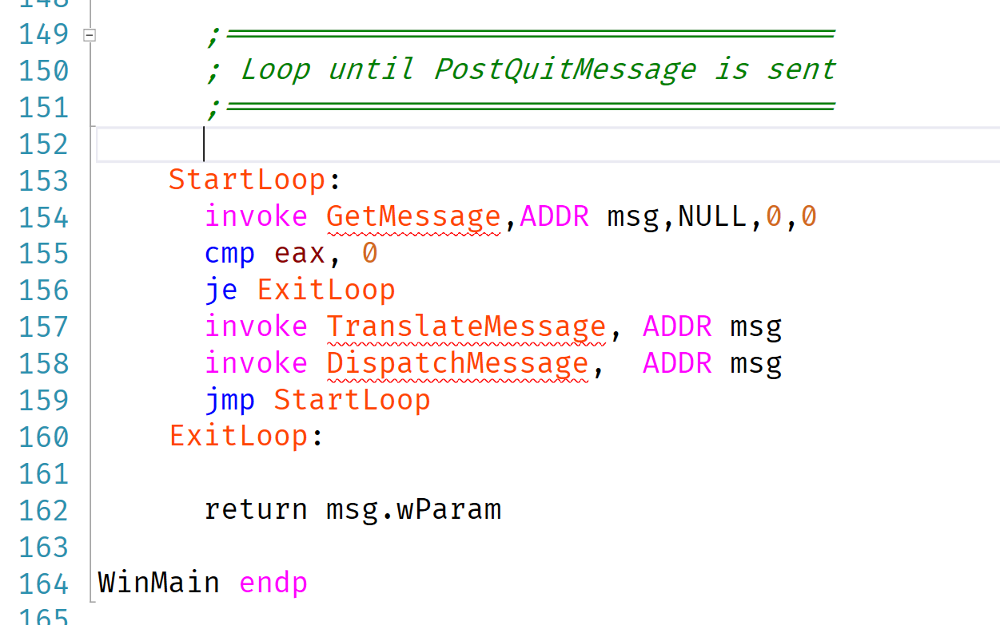 148
149 ;===================================
150 ; Loop until PostQuitMessage is sent
151 ;===================================
152
153 StartLoop:
154 invoke GetMessage,ADDR msg,NULL,0,0
155 cmp eax, 0
156 je ExitLoop
157 invoke TranslateMessage, ADDR msg
158 invoke DispatchMessage,  ADDR msg
159 jmp StartLoop
160 ExitLoop:
161
162 return msg.wParam
163
164 WinMain endp
165